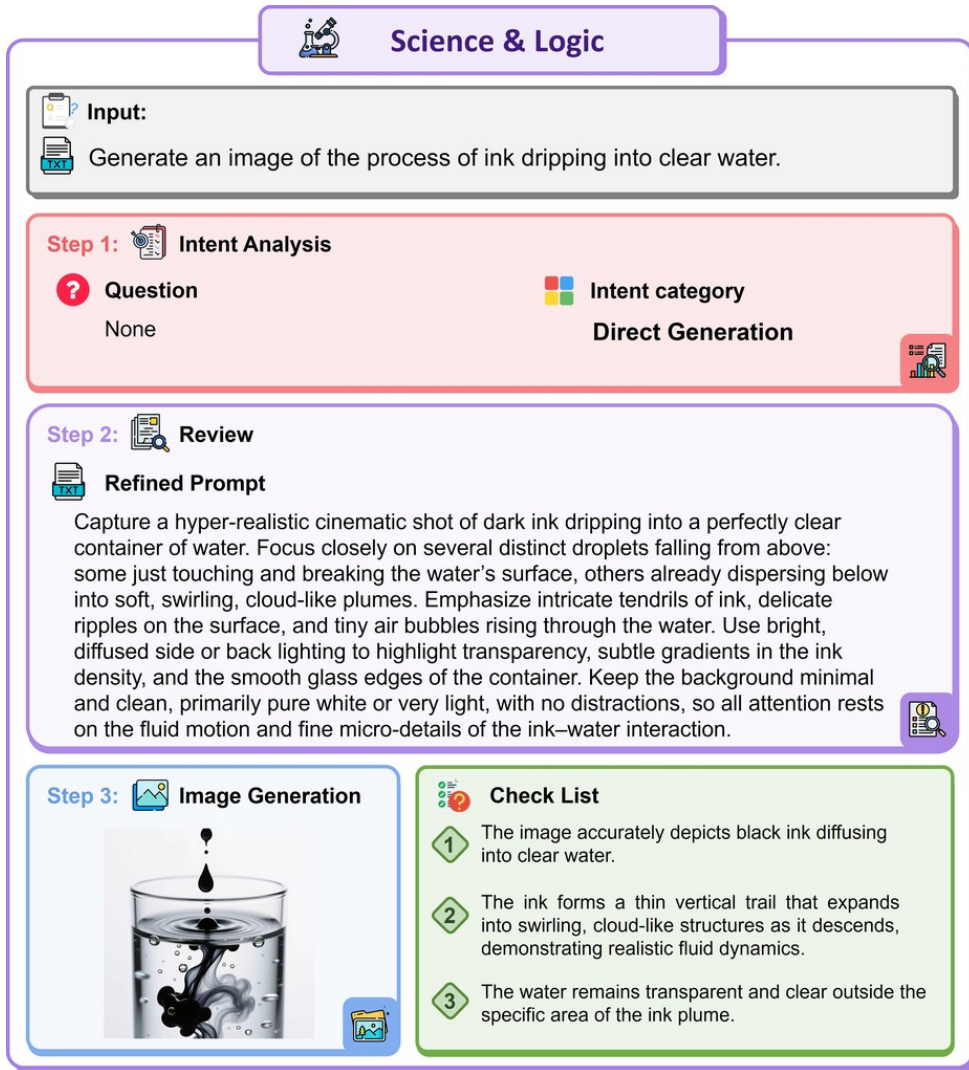 Science & Logic
Input:
TXT
Generate an image of the process of ink dripping into clear water.
Step 1: Intent Analysis
Question
Intent category
None
Direct Generation
Step 2: Review
TXT
Refined Prompt
Capture a hyper-realistic cinematic shot of dark ink dripping into a perfectly clear
container of water. Focus closely on several distinct droplets falling from above:
some just touching and breaking the water’s surface, others already dispersing below
into soft, swirling, cloud-like plumes. Emphasize intricate tendrils of ink, delicate
ripples on the surface, and tiny air bubbles rising through the water. Use bright,
diffused side or back lighting to highlight transparency, subtle gradients in the ink
density, and the smooth glass edges of the container. Keep the background minimal
and clean, primarily pure white or very light, with no distractions, so all attention rests
on the fluid motion and fine micro-details of the ink–water interaction.
Step 3: Image Generation
Check List
1 The image accurately depicts black ink diffusing
into clear water.
2 The ink forms a thin vertical trail that expands
into swirling, cloud-like structures as it descends,
demonstrating realistic fluid dynamics.
3 The water remains transparent and clear outside the
specific area of the ink plume.